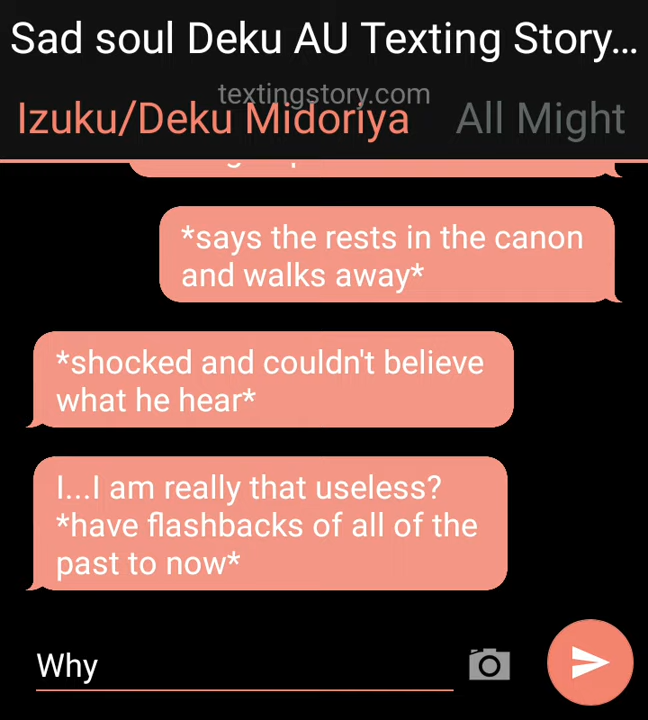 Sad soul Deku AU Texting Story...
textingstory.com
Izuku/Deku Midoriya All Might
*says the rests in the canon
and walks away*
*shocked and couldn't believe
what he hear*
I...I am really that useless?
*have flashbacks of all of the
past to now*
Why